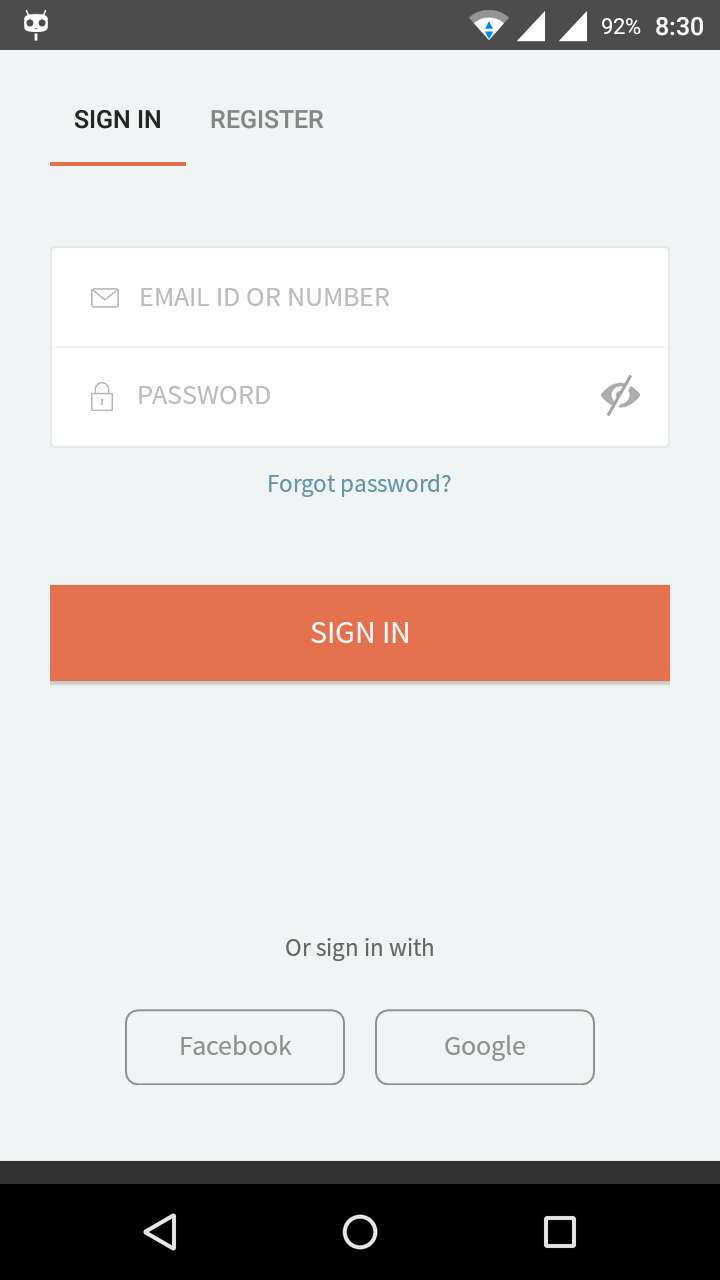 92% 8:30
SIGN IN REGISTER
EMAIL ID OR NUMBER
PASSWORD
Forgot password?
SIGN IN
Or sign in with
Facebook Google